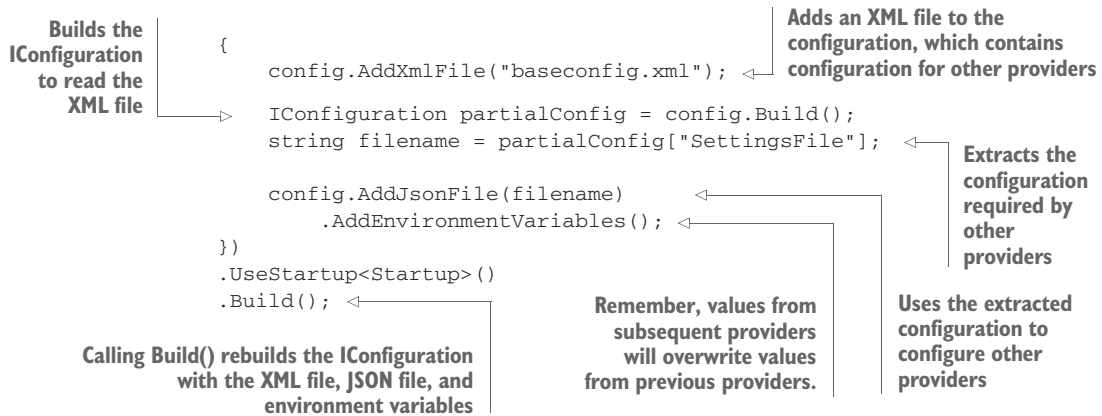 Builds the
IConfiguration
to read the
XML file
Adds an XML file to the
configuration, which contains
configuration for other providers
{
config.AddXmlFile("baseconfig.xml");
IConfiguration partialConfig = config.Build();
string filename = partialConfig["SettingsFile"];
Extracts the
configuration
required by
other
providers
config.AddJsonFile(filename)
.AddEnvironmentVariables();
})
.UseStartup<Startup>()
.Build();
Remember, values from
subsequent providers
will overwrite values
from previous providers.
Uses the extracted
configuration to
configure other
providers
Calling Build() rebuilds the IConfiguration
with the XML file, JSON file, and
environment variables